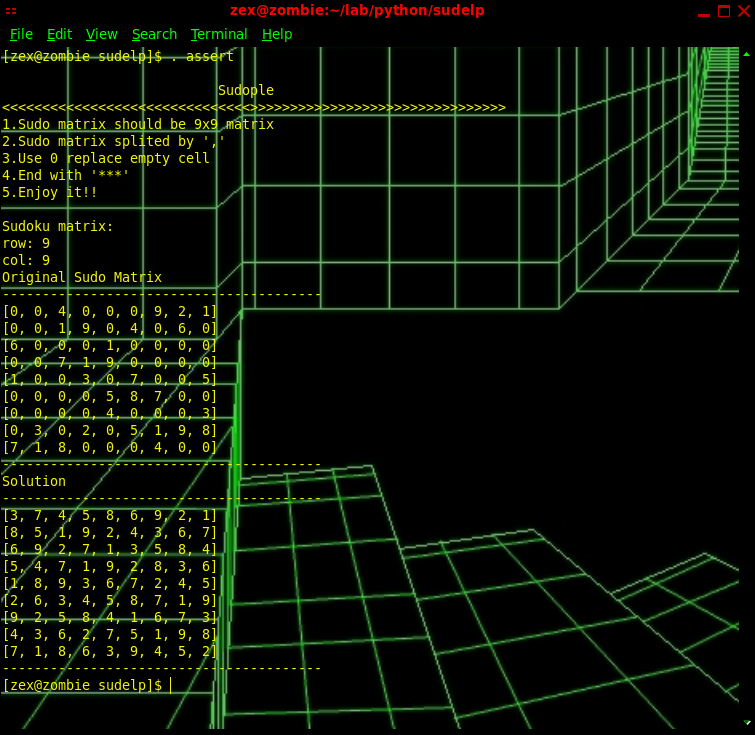 zex@zombie:~/lab/python/sudelp
File Edit View Search Terminal Help
[zex@zombie sudelp]$ . assert
Sudople
<<<<<<<<<<<<<<<<<<<<<<<<<<<<<<<>>>>>>>>>>>>>>>>>>>>>>>>>>>>>>>>
1.Sudo matrix should be 9x9 matrix
2.Sudo matrix splited by ','
3.Use 0 replace empty cell
4.End with '***'
5.Enjoy it!!
Sudoku matrix:
row: 9
col: 9
Original Sudo Matrix
----------------------------------------
[0, 0, 4, 0, 0, 0, 9, 2, 1]
[0, 0, 1, 9, 0, 4, 0, 6, 0]
[6, 0, 0, 0, 1, 0, 0, 0, 0]
[0, 0, 7, 1, 9, 0, 0, 0, 0]
[1, 0, 0, 3, 0, 7, 0, 0, 5]
[0, 0, 0, 0, 5, 8, 7, 0, 0]
[0, 0, 0, 0, 4, 0, 0, 0, 3]
[0, 3, 0, 2, 0, 5, 1, 9, 8]
[7, 1, 8, 0, 0, 0, 4, 0, 0]
----------------------------------------
Solution
----------------------------------------
[3, 7, 4, 5, 8, 6, 9, 2, 1]
[8, 5, 1, 9, 2, 4, 3, 6, 7]
[6, 9, 2, 7, 1, 3, 5, 8, 4]
[5, 4, 7, 1, 9, 2, 8, 3, 6]
[1, 8, 9, 3, 6, 7, 2, 4, 5]
[2, 6, 3, 4, 5, 8, 7, 1, 9]
[9, 2, 5, 8, 4, 1, 6, 7, 3]
[4, 3, 6, 2, 7, 5, 1, 9, 8]
[7, 1, 8, 6, 3, 9, 4, 5, 2]
----------------------------------------
[zex@zombie sudelp]$